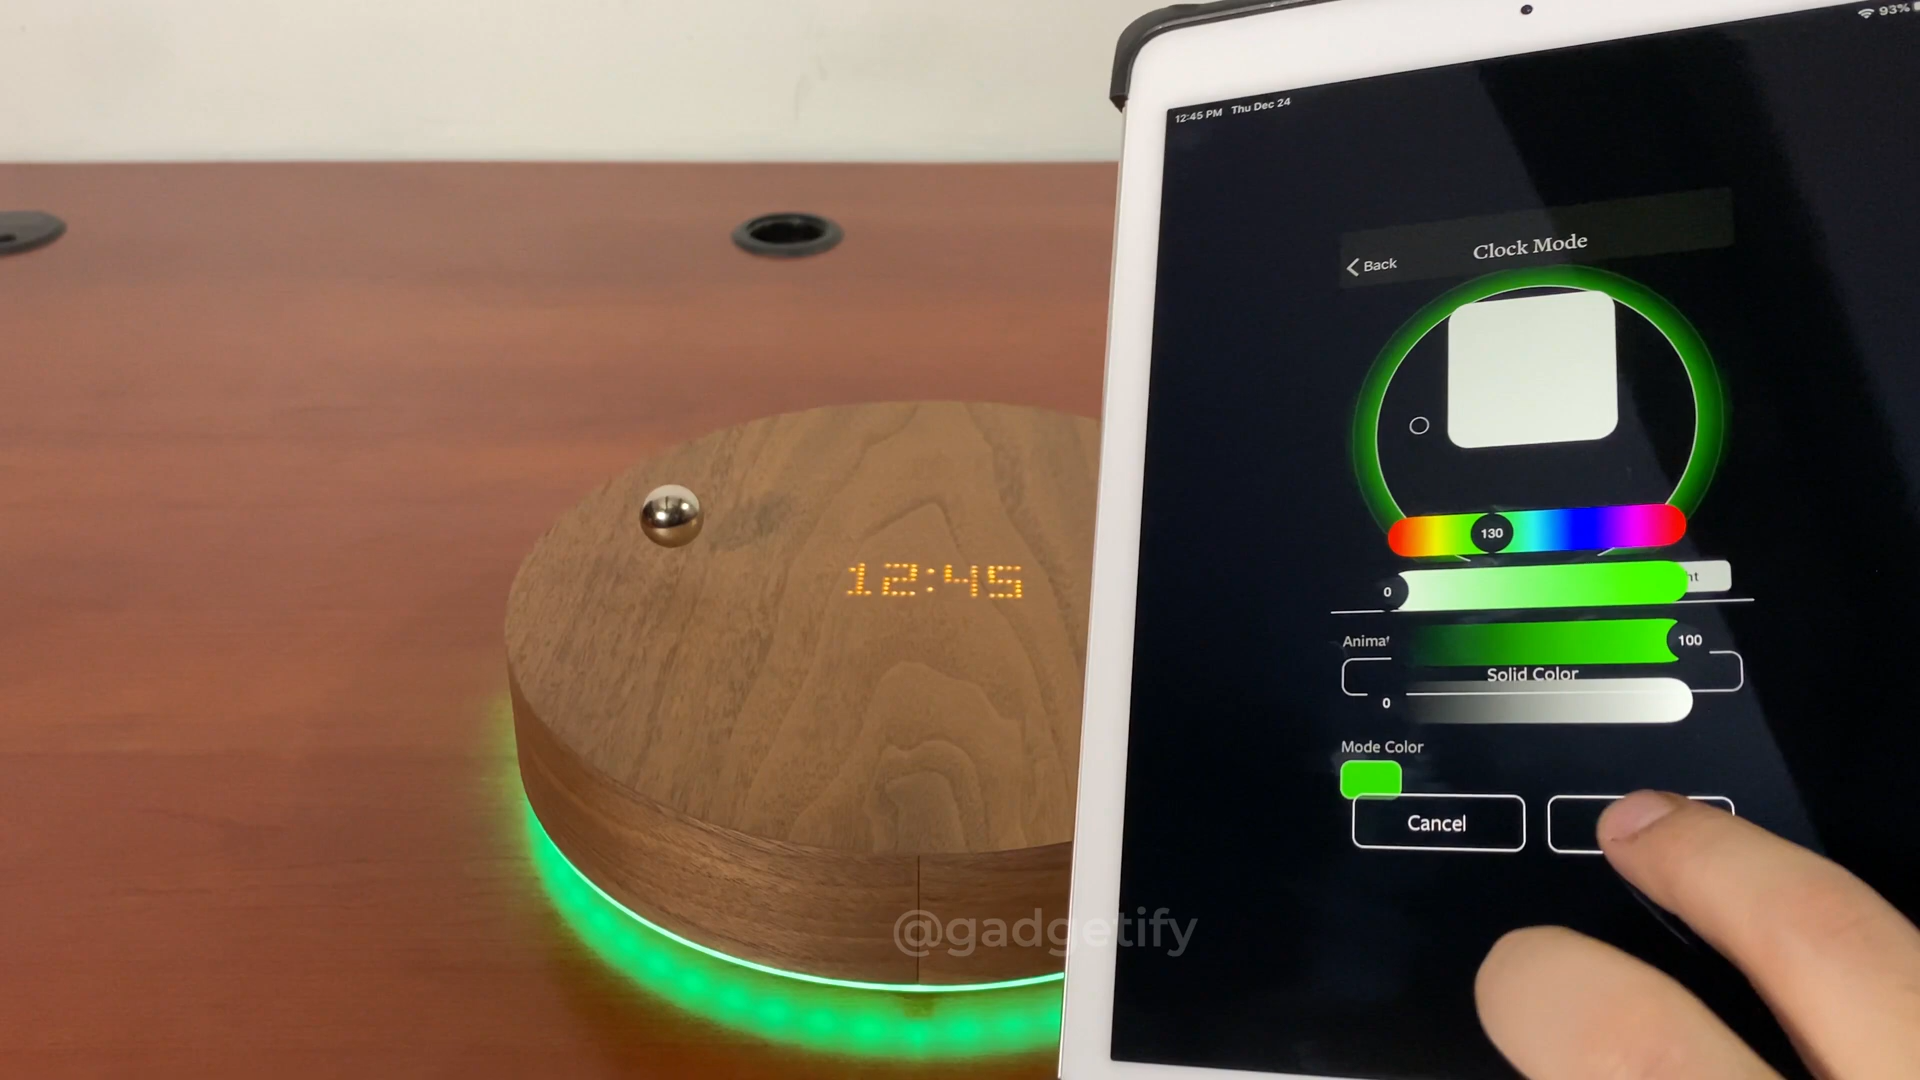 12:45 PM Thu Dec 24
93%
Back
Clock Mode
130
0
100
Solid Color
0
Mode Color
Cancel
12:45
@gadgetify